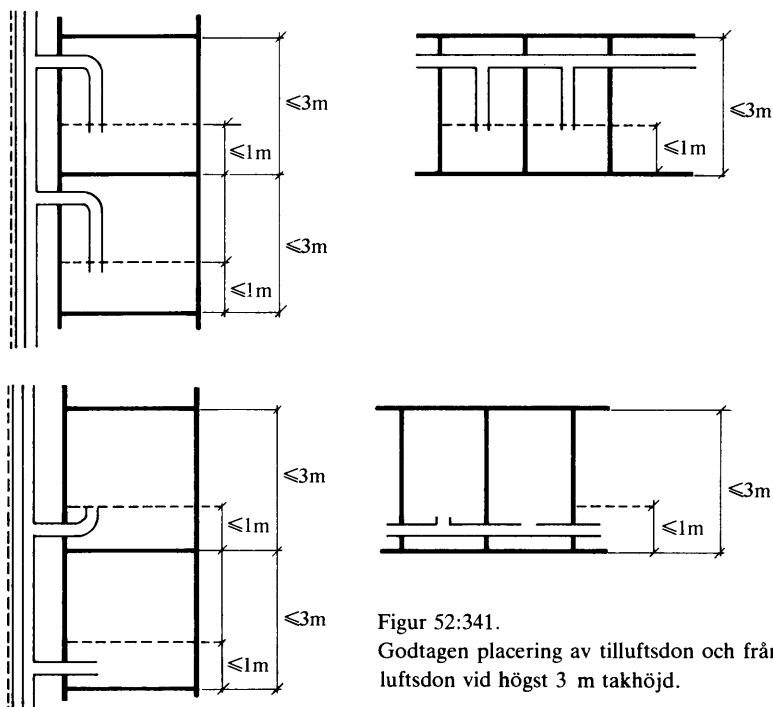 ≤3m
≤1m
≤3m
≤1m
≤3m
≤1m
≤3m
≤1m
≤3m
≤1m
≤3m
≤1m
Figur 52:341.
Godtagen placering av tilluftsdon och från
luftsdon vid högst 3 m takhöjd.